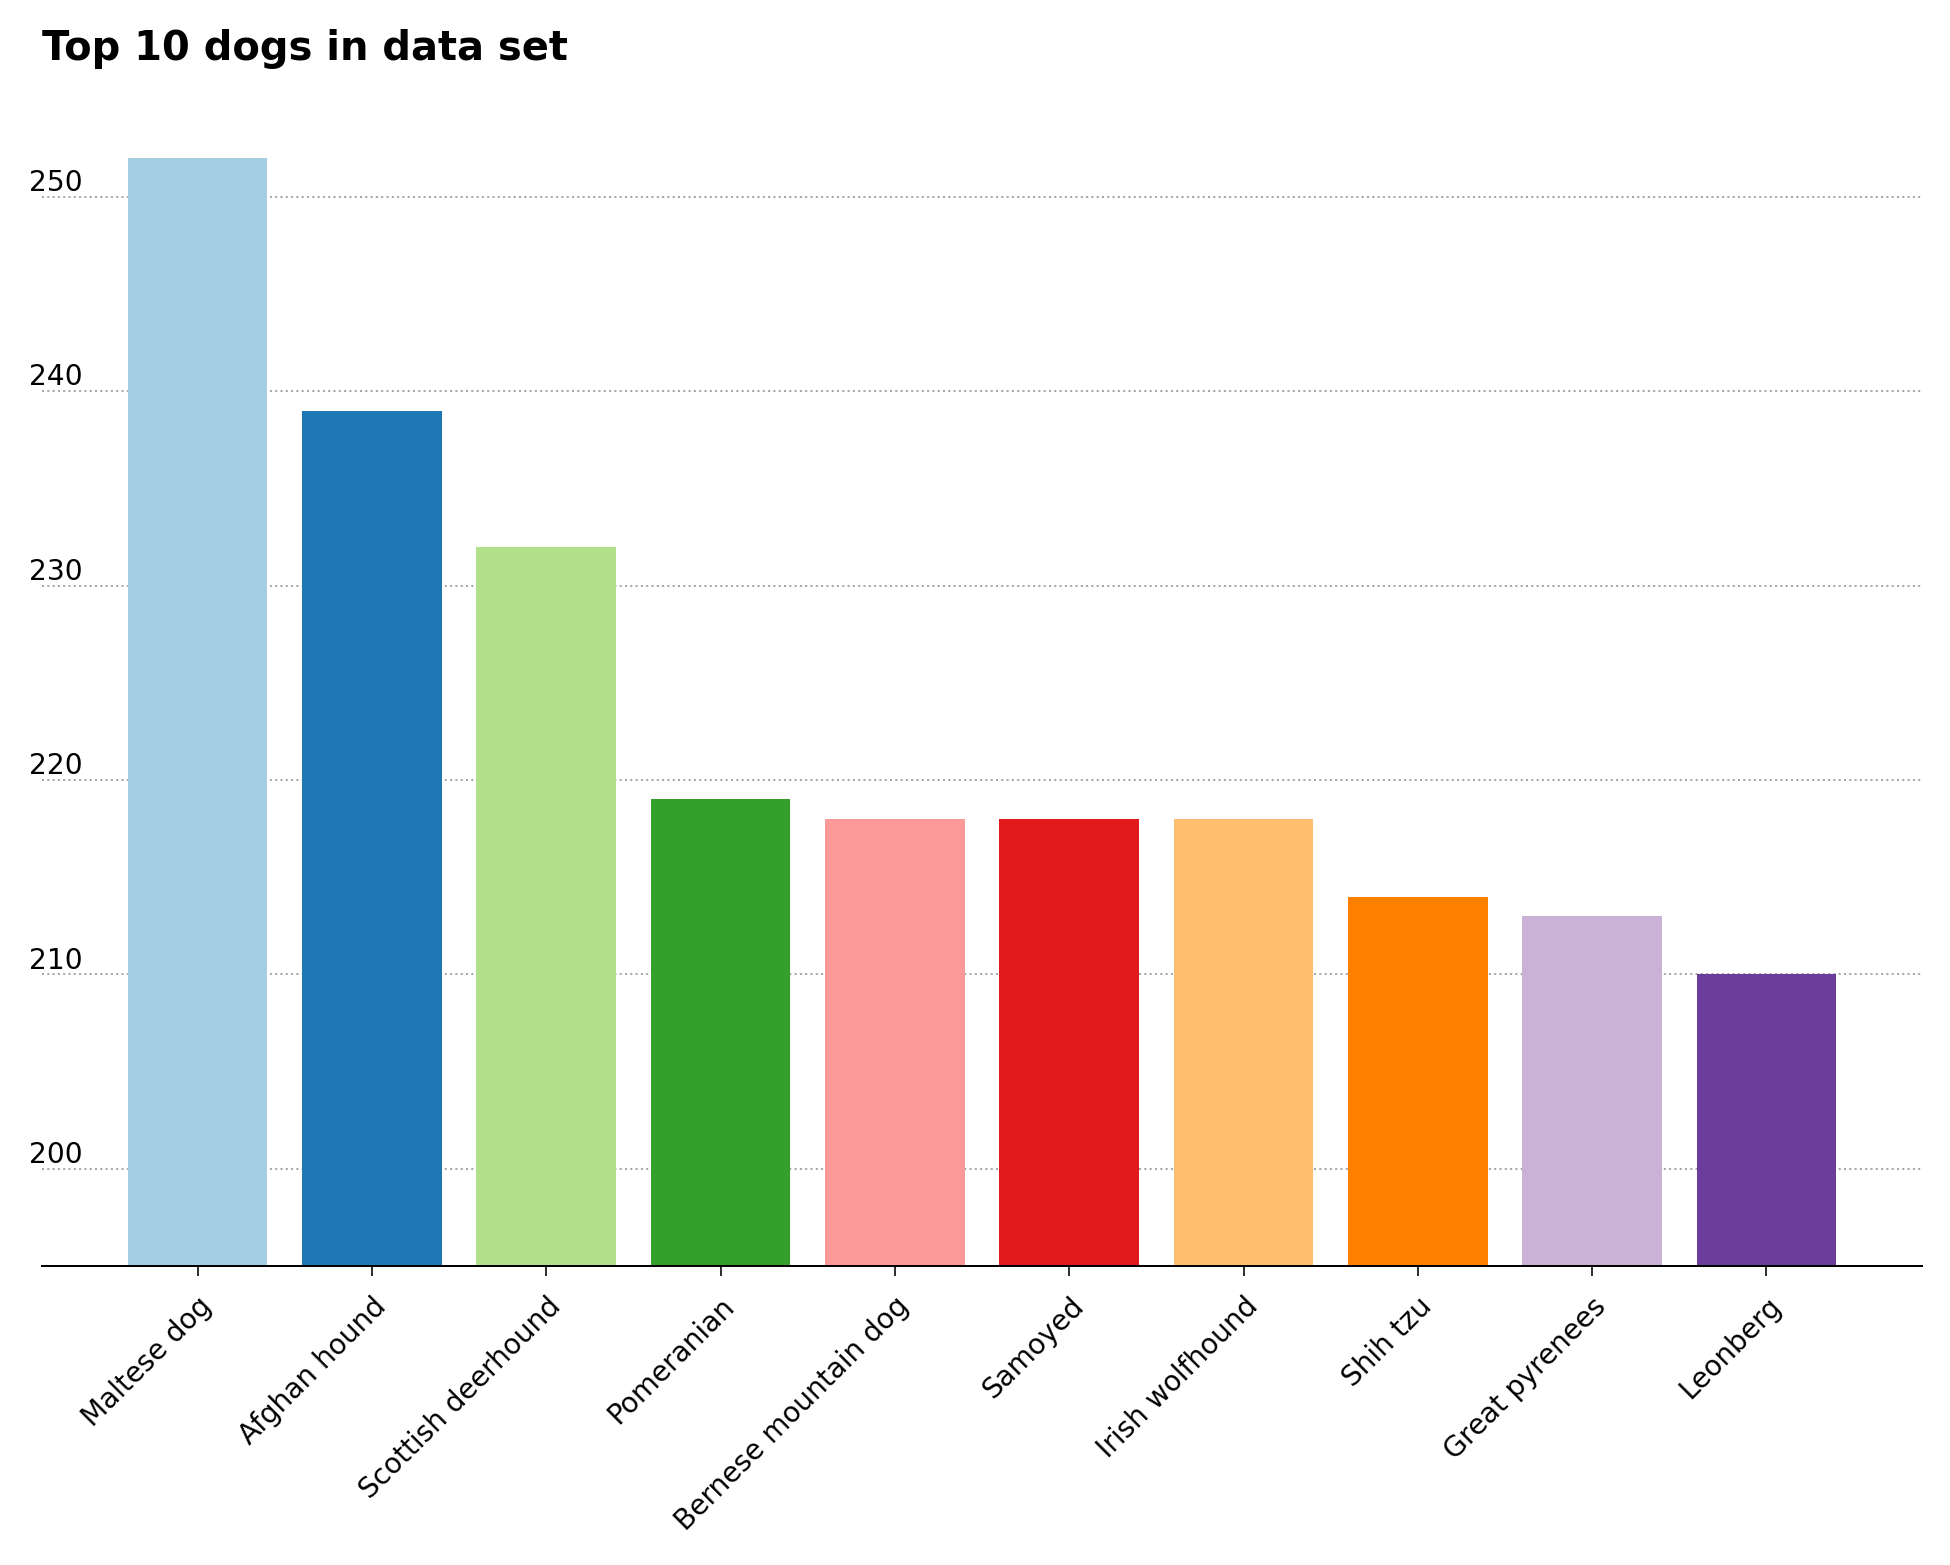 Top 10 dogs in data set
250
240
230
220
210
200
Maltese dog
Afghan hound
Scottish deerhound
Pomeranian
Bernese mountain dog
Samoyed
Irish wolfhound
Shih tzu
Great pyrenees
Leonberg